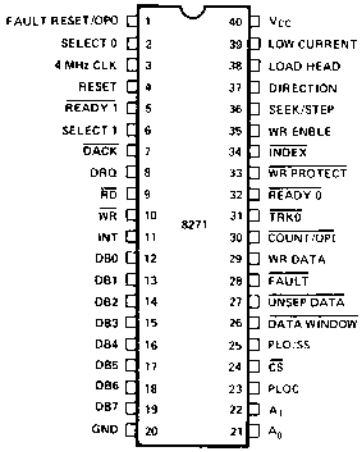 FAULT RESET/OPO 1 40 VCC
SELECT 0 2 39 LOW CURRENT
4 MHz CLK 3 38 LOAD HEAD
RESET 4 37 DIRECTION
READY 1 5 36 SEEK/STEP
SELECT 1 6 35 WR ENBLE
DACK 7 34 INDEX
DRQ 8 33 WR PROTECT
RD 9 32 READY 0
WR 10 31 TRK0
INT 11 8271 30 COUNT/OPI
DB0 12 29 WR DATA
DB1 13 28 FAULT
DB2 14 27 UNSEP DATA
DB3 15 26 DATA WINDOW
DB4 16 25 PLO/SS
DB5 17 24 CS
DB6 18 23 PLOC
DB7 19 22 A1
GND 20 21 A0